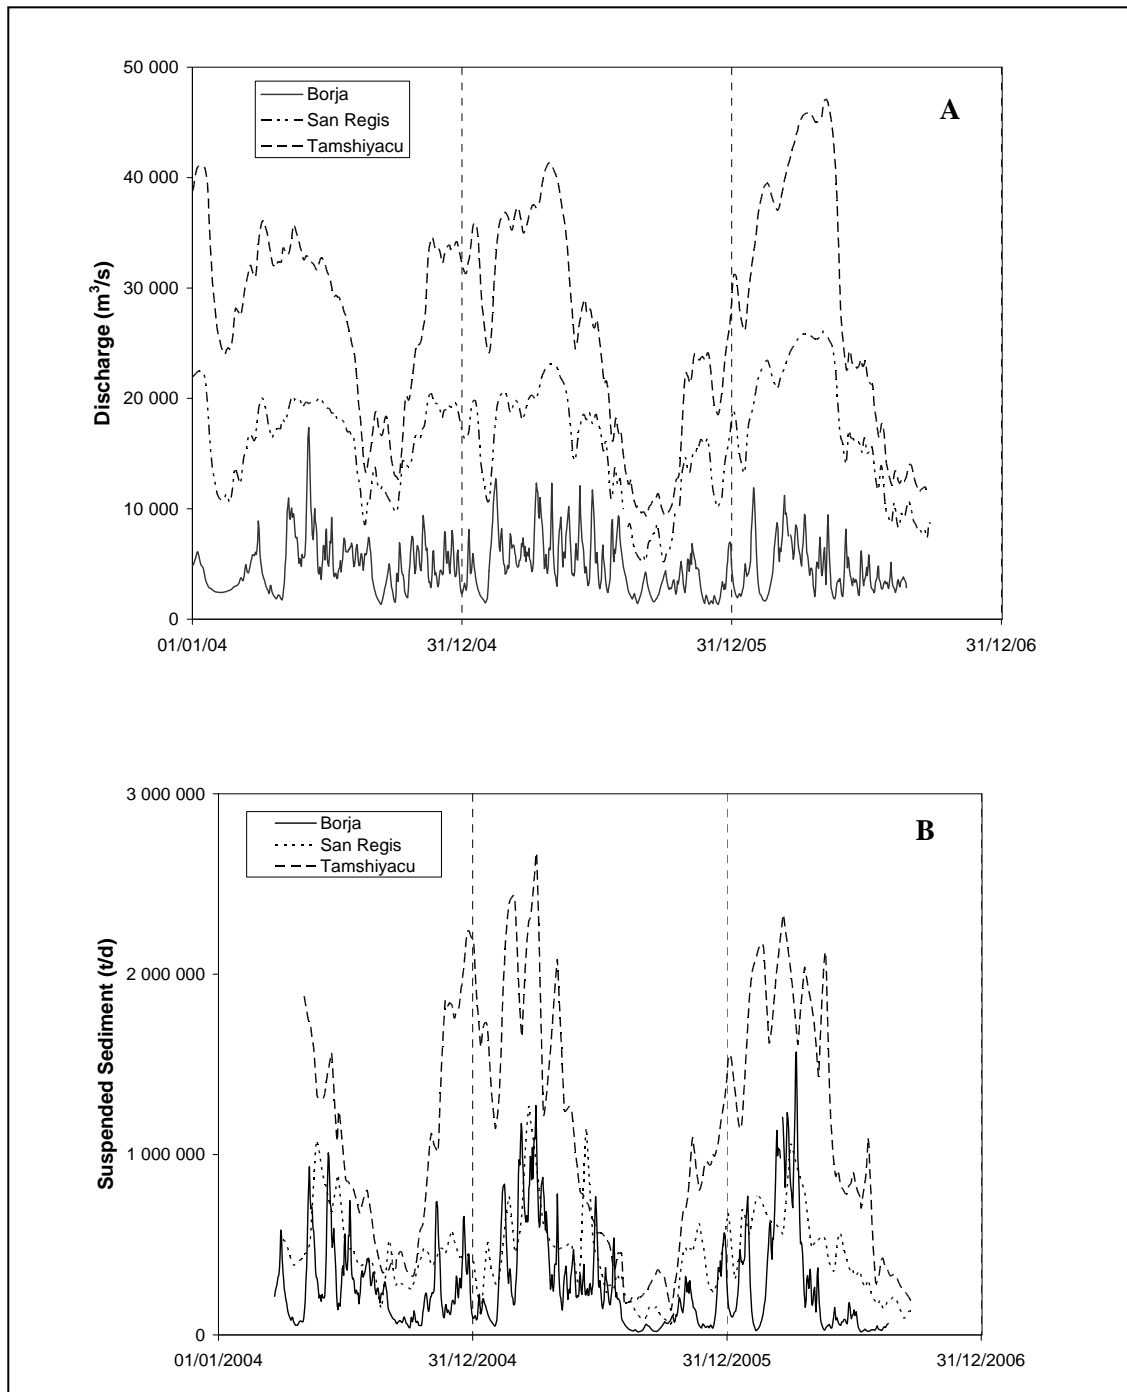 50 000
40 000
30 000
20 000
10 000
0
Discharge (m³/s)
Borja
San Regis
Tamshiyacu
A
01/01/04
31/12/04
31/12/05
31/12/06
3 000 000
2 000 000
1 000 000
0
Suspended Sediment (t/d)
Borja
San Regis
Tamshiyacu
B
01/01/2004
31/12/2004
31/12/2005
31/12/2006